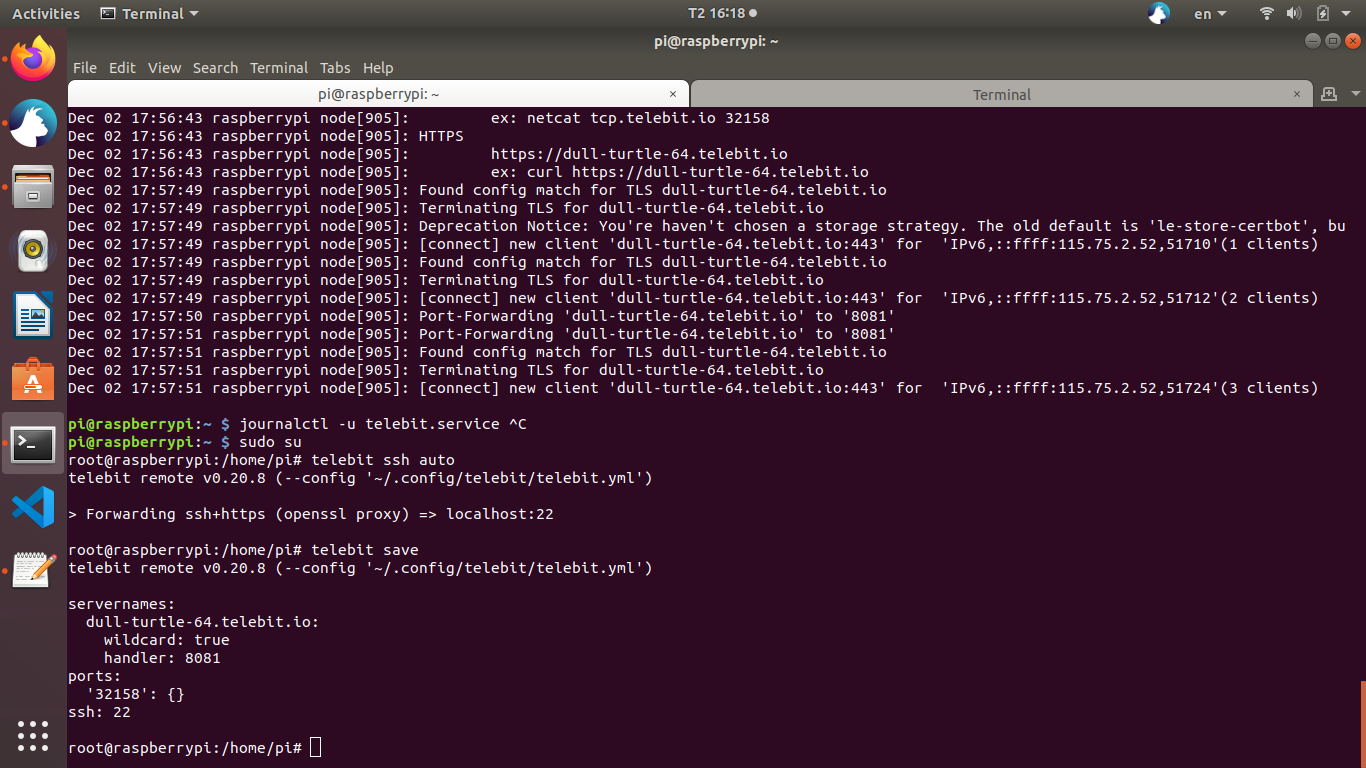 Activities Terminal T2 16:18 en
pi@raspberrypi: ~
File Edit View Search Terminal Tabs Help
pi@raspberrypi: ~ × Terminal ×
Dec 02 17:56:43 raspberrypi node[905]:         ex: netcat tcp.telebit.io 32158
Dec 02 17:56:43 raspberrypi node[905]: HTTPS
Dec 02 17:56:43 raspberrypi node[905]:         https://dull-turtle-64.telebit.io
Dec 02 17:56:43 raspberrypi node[905]:         ex: curl https://dull-turtle-64.telebit.io
Dec 02 17:57:49 raspberrypi node[905]: Found config match for TLS dull-turtle-64.telebit.io
Dec 02 17:57:49 raspberrypi node[905]: Terminating TLS for dull-turtle-64.telebit.io
Dec 02 17:57:49 raspberrypi node[905]: Deprecation Notice: You're haven't chosen a storage strategy. The old default is 'le-store-certbot', bu
Dec 02 17:57:49 raspberrypi node[905]: [connect] new client 'dull-turtle-64.telebit.io:443' for  'IPv6,::ffff:115.75.2.52,51710'(1 clients)
Dec 02 17:57:49 raspberrypi node[905]: Found config match for TLS dull-turtle-64.telebit.io
Dec 02 17:57:49 raspberrypi node[905]: Terminating TLS for dull-turtle-64.telebit.io
Dec 02 17:57:49 raspberrypi node[905]: [connect] new client 'dull-turtle-64.telebit.io:443' for  'IPv6,::ffff:115.75.2.52,51712'(2 clients)
Dec 02 17:57:50 raspberrypi node[905]: Port-Forwarding 'dull-turtle-64.telebit.io' to '8081'
Dec 02 17:57:51 raspberrypi node[905]: Port-Forwarding 'dull-turtle-64.telebit.io' to '8081'
Dec 02 17:57:51 raspberrypi node[905]: Found config match for TLS dull-turtle-64.telebit.io
Dec 02 17:57:51 raspberrypi node[905]: Terminating TLS for dull-turtle-64.telebit.io
Dec 02 17:57:51 raspberrypi node[905]: [connect] new client 'dull-turtle-64.telebit.io:443' for  'IPv6,::ffff:115.75.2.52,51724'(3 clients)
pi@raspberrypi:~ $ journalctl -u telebit.service ^C
pi@raspberrypi:~ $ sudo su
root@raspberrypi:/home/pi# telebit ssh auto
telebit remote v0.20.8 (--config '~/.config/telebit/telebit.yml')
> Forwarding ssh+https (openssl proxy) => localhost:22
root@raspberrypi:/home/pi# telebit save
telebit remote v0.20.8 (--config '~/.config/telebit/telebit.yml')
servernames:
  dull-turtle-64.telebit.io:
    wildcard: true
    handler: 8081
ports:
  '32158': {}
ssh: 22
root@raspberrypi:/home/pi#